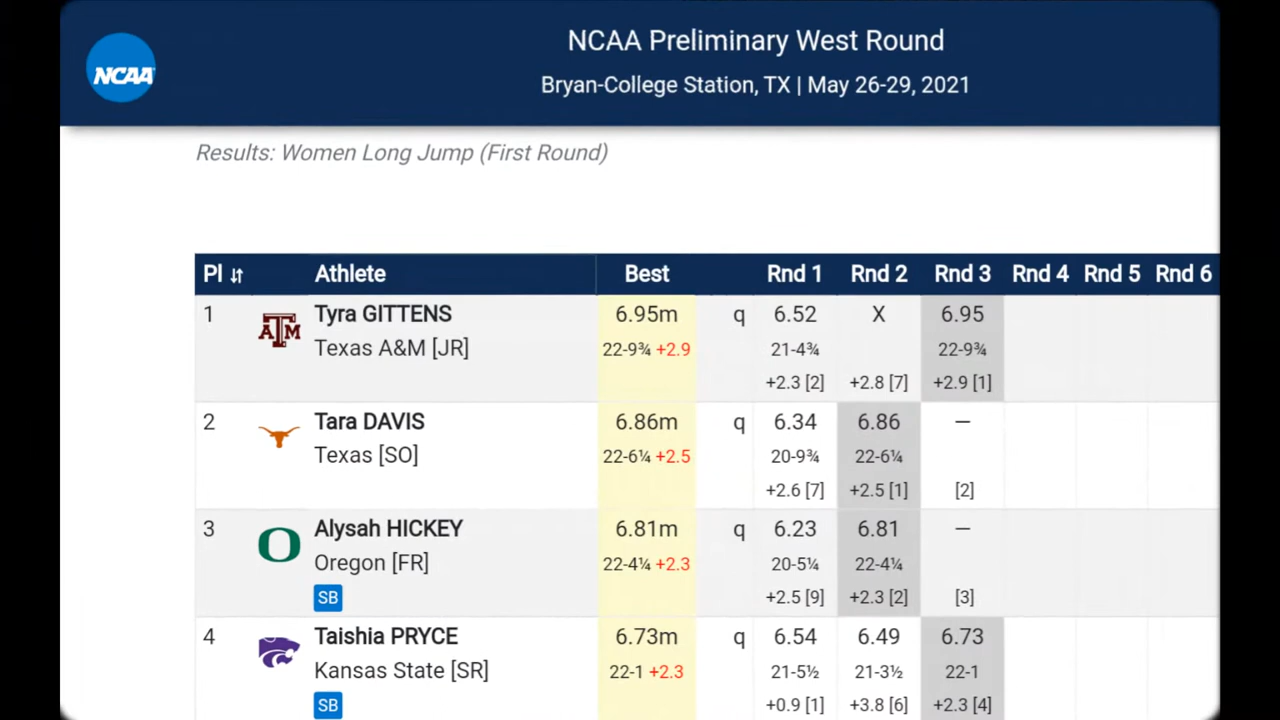 NCAA
NCAA Preliminary West Round
Bryan-College Station, TX | May 26-29, 2021
Results: Women Long Jump (First Round)
Pl Athlete Best Rnd 1 Rnd 2 Rnd 3 Rnd 4 Rnd 5 Rnd 6
1 ATM Tyra GITTENS 6.95m q 6.52 X 6.95
Texas A&M [JR] 22-9¾ +2.9 21-4¾ 22-9¾
+2.3 [2] +2.8 [7] +2.9 [1]
2 Tara DAVIS 6.86m q 6.34 6.86 —
Texas [SO] 22-6¼ +2.5 20-9¾ 22-6¼
+2.6 [7] +2.5 [1] [2]
3 O Alysah HICKEY 6.81m q 6.23 6.81 —
Oregon [FR] 22-4¼ +2.3 20-5¼ 22-4¼
SB +2.5 [9] +2.3 [2] [3]
4 Taishia PRYCE 6.73m q 6.54 6.49 6.73
Kansas State [SR] 22-1 +2.3 21-5½ 21-3½ 22-1
SB +0.9 [1] +3.8 [6] +2.3 [4]